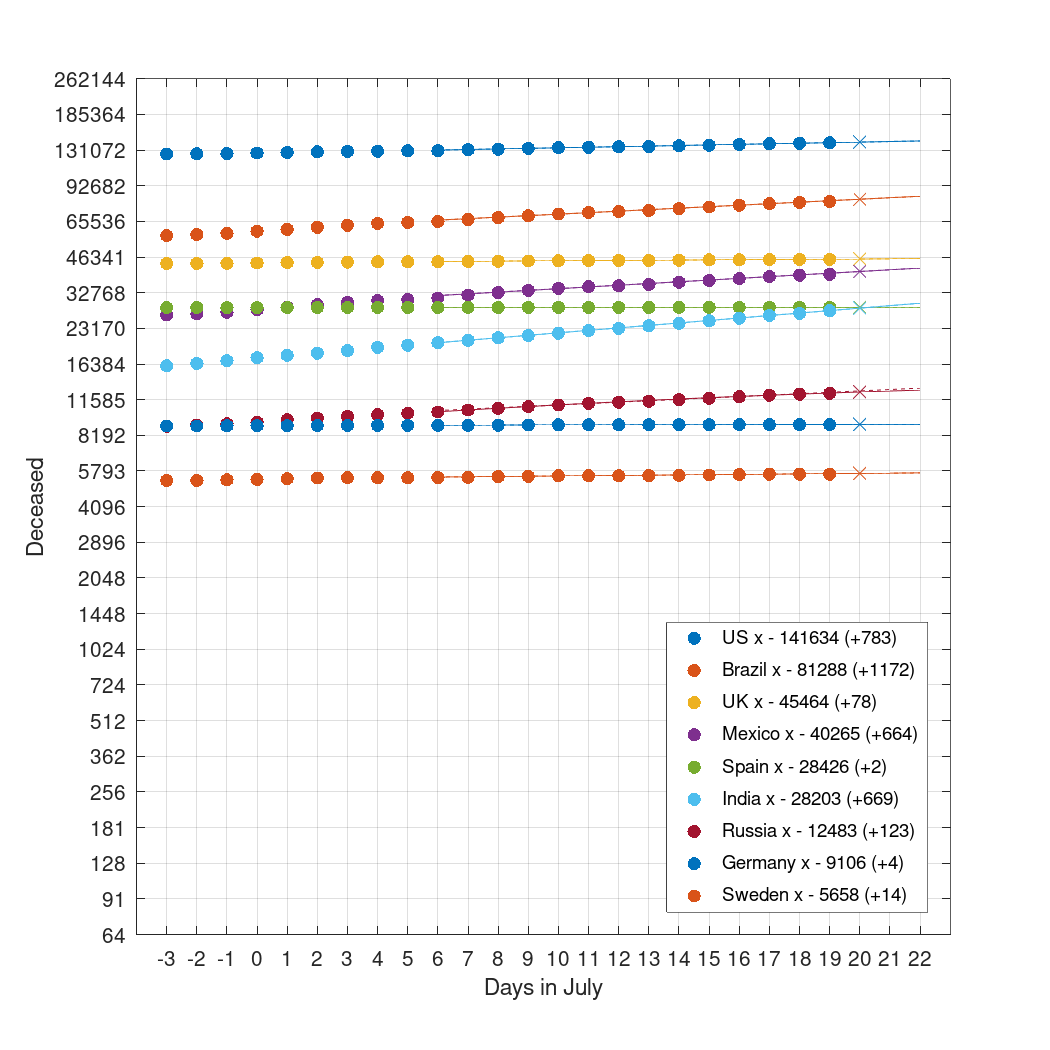 262144
185364
131072
92682
65536
46341
32768
23170
16384
11585
8192
5793
4096
2896
2048
1448
1024
724
512
362
256
181
128
91
64
Deceased
US x - 141634 (+783)
Brazil x - 81288 (+1172)
UK x - 45464 (+78)
Mexico x - 40265 (+664)
Spain x - 28426 (+2)
India x - 28203 (+669)
Russia x - 12483 (+123)
Germany x - 9106 (+4)
Sweden x - 5658 (+14)
-3 -2 -1 0 1 2 3 4 5 6 7 8 9 10 11 12 13 14 15 16 17 18 19 20 21 22
Days in July